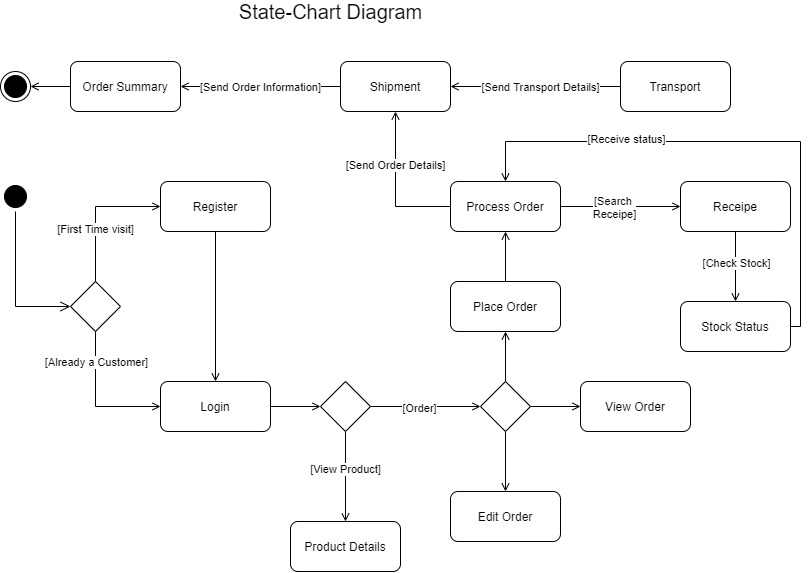 State-Chart Diagram
Order Summary
[Send Order Information]
Shipment
[Send Transport Details]
Transport
[Receive status]
[Send Order Details]
Register
Process Order
[Search
Receipe]
Receipe
[First Time visit]
[Check Stock]
Place Order
Stock Status
[Already a Customer]
Login
[Order]
View Order
[View Product]
Edit Order
Product Details